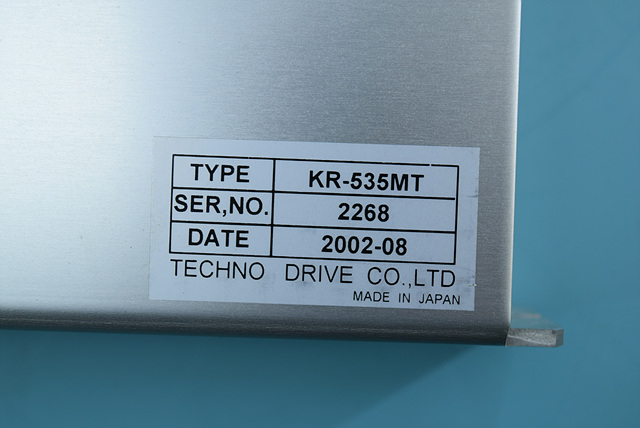 TYPE KR-535MT
SER,NO. 2268
DATE 2002-08
TECHNO DRIVE CO.,LTD
MADE IN JAPAN